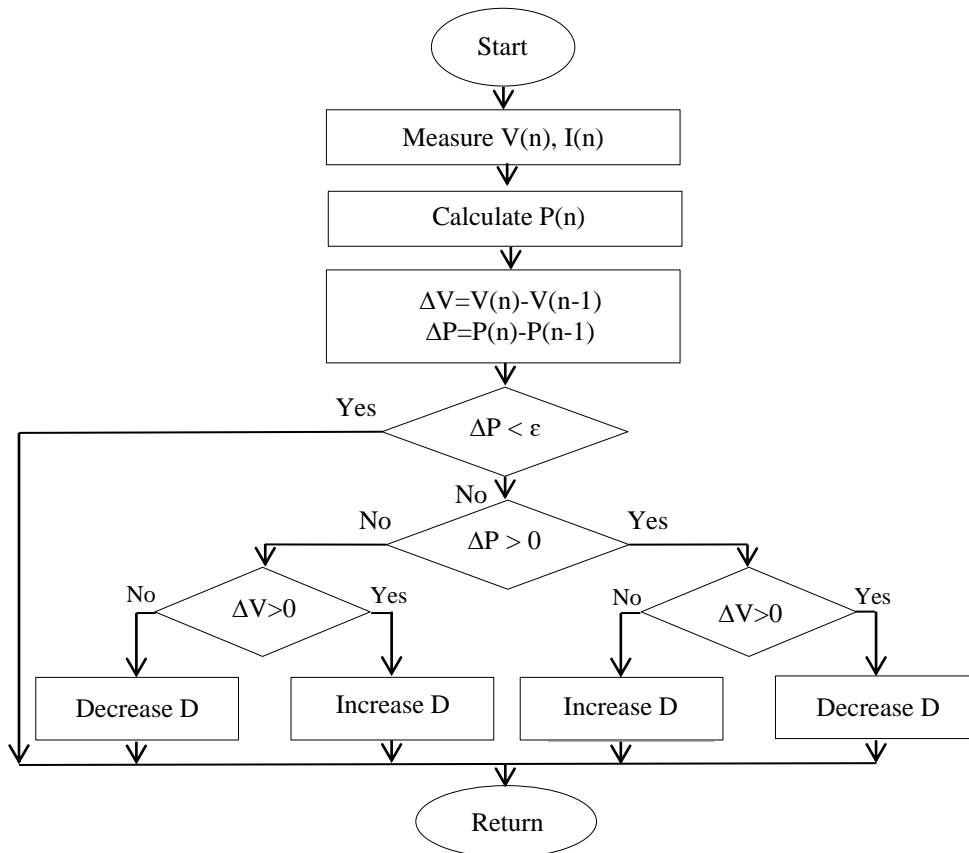 Start
Measure V(n), I(n)
Calculate P(n)
ΔV=V(n)-V(n-1)
ΔP=P(n)-P(n-1)
Yes
ΔP < ε
No
No
ΔP > 0
Yes
No
ΔV>0
Yes
No
ΔV>0
Yes
Decrease D
Increase D
Increase D
Decrease D
Return